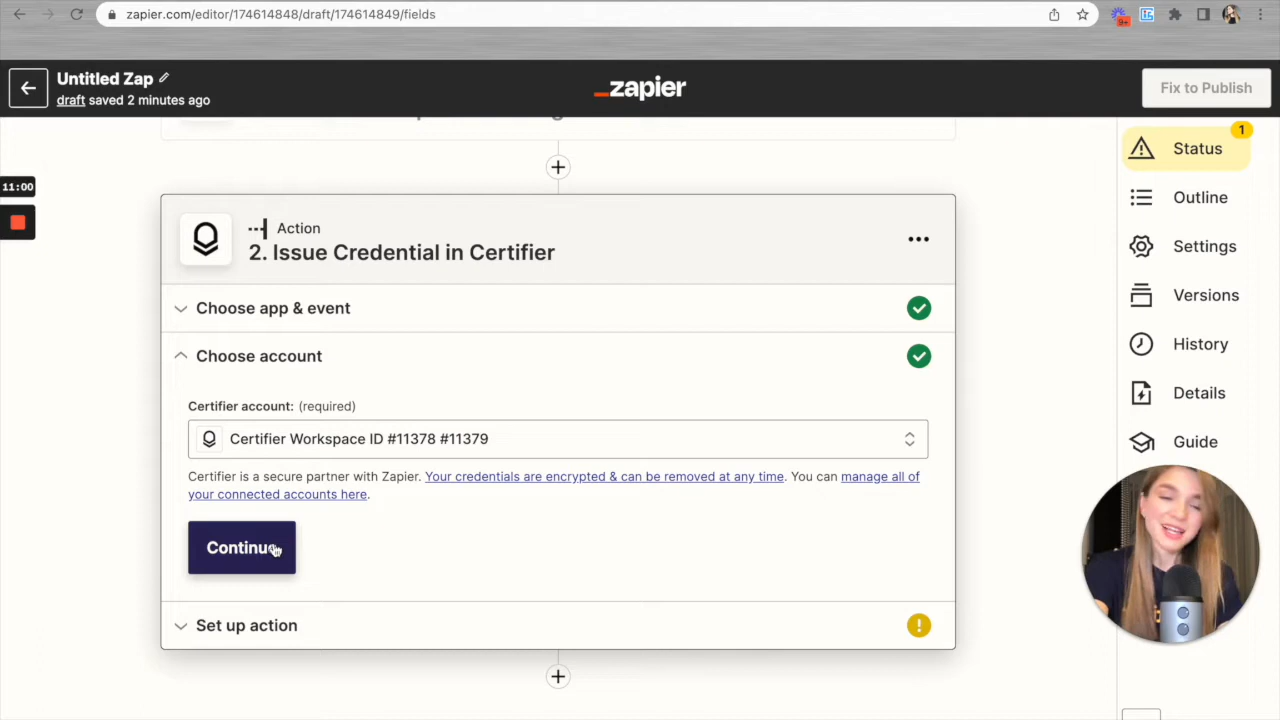 zapier.com/editor/174614848/draft/174614849/fields
9+
Untitled Zap
draft saved 2 minutes ago
_zapier
Fix to Publish
1
Status
11:00
Outline
Action
2. Issue Credential in Certifier
Settings
Versions
Choose app & event
History
Choose account
Details
Certifier account: (required)
Certifier Workspace ID #11378 #11379
Guide
Certifier is a secure partner with Zapier. Your credentials are encrypted & can be removed at any time. You can manage all of
your connected accounts here.
Continue
Set up action